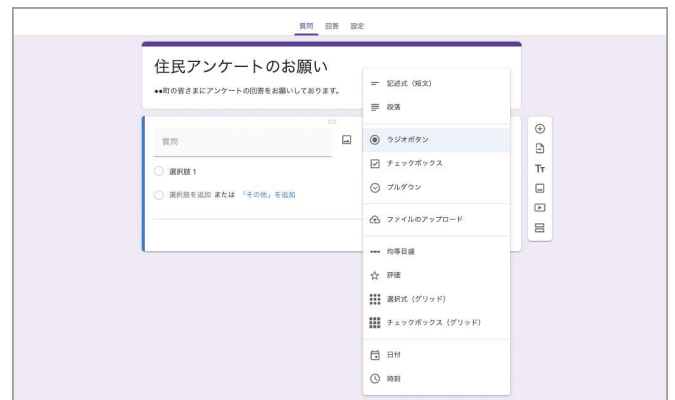 質問 回答 設定
住民アンケートのお願い
●●町の皆さまにアンケートの回答をお願いしております。
質問
選択肢 1
選択肢を追加 または 「その他」を追加
記述式（短文）
段落
ラジオボタン
チェックボックス
プルダウン
ファイルのアップロード
均等目盛
評価
選択式（グリッド）
チェックボックス（グリッド）
日付
時刻
Tт